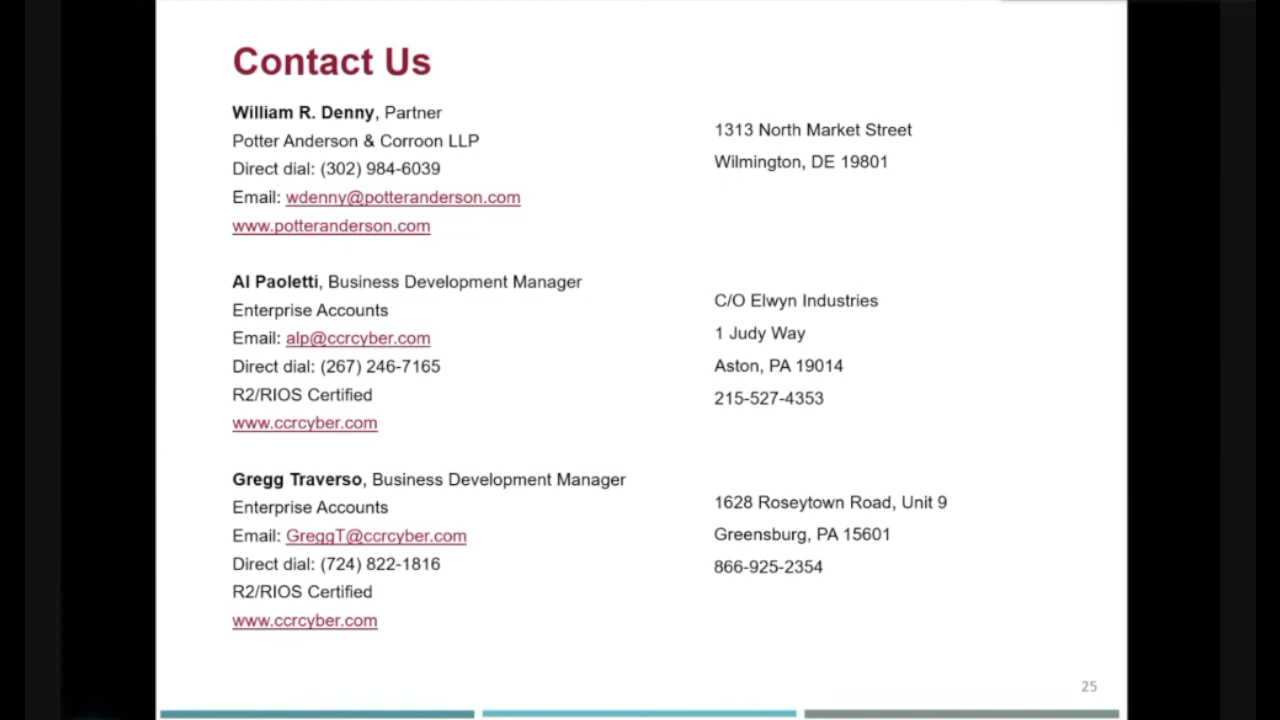 Contact Us
William R. Denny, Partner
Potter Anderson & Corroon LLP
Direct dial: (302) 984-6039
Email: wdenny@potteranderson.com
www.potteranderson.com
1313 North Market Street
Wilmington, DE 19801
Al Paoletti, Business Development Manager
Enterprise Accounts
Email: alp@ccrcyber.com
Direct dial: (267) 246-7165
R2/RIOS Certified
www.ccrcyber.com
C/O Elwyn Industries
1 Judy Way
Aston, PA 19014
215-527-4353
Gregg Traverso, Business Development Manager
Enterprise Accounts
Email: GreggT@ccrcyber.com
Direct dial: (724) 822-1816
R2/RIOS Certified
www.ccrcyber.com
1628 Roseytown Road, Unit 9
Greensburg, PA 15601
866-925-2354
25